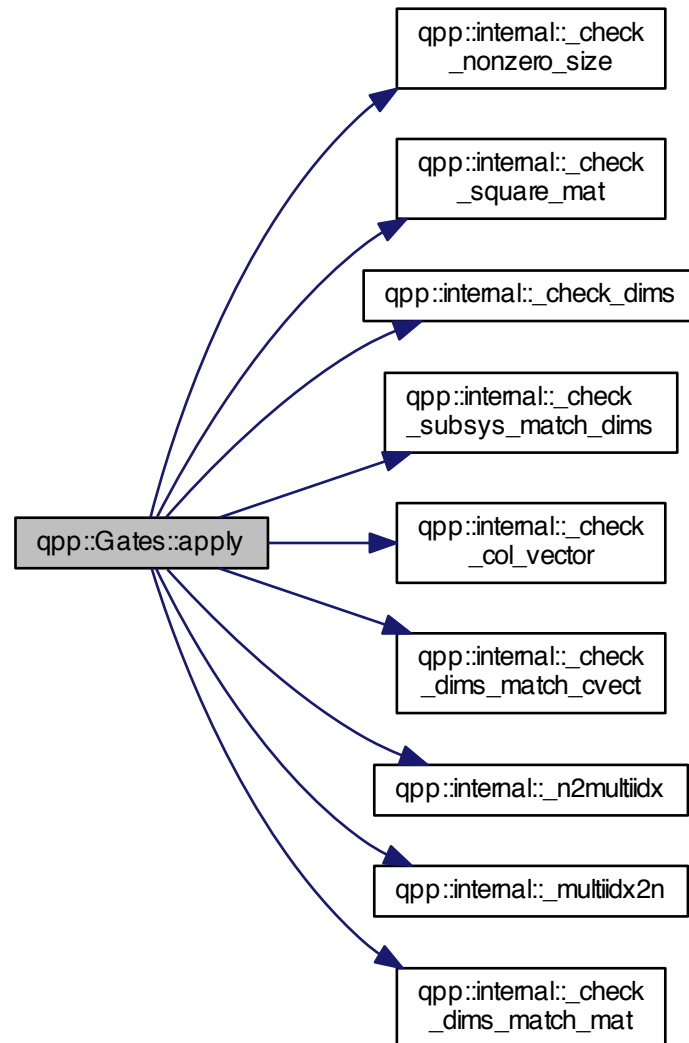 qpp::internal::_check
_nonzero_size
qpp::internal::_check
_square_mat
qpp::internal::_check_dims
qpp::internal::_check
_subsys_match_dims
qpp::Gates::apply
qpp::internal::_check
_col_vector
qpp::internal::_check
_dims_match_cvect
qpp::internal::_n2multiidx
qpp::internal::_multiidx2n
qpp::internal::_check
_dims_match_mat